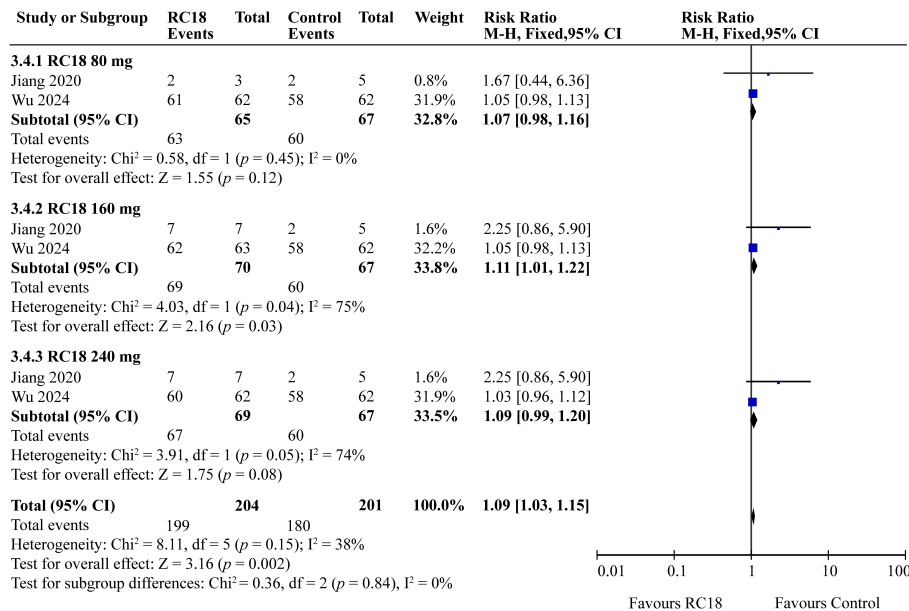 Study or Subgroup RC18 Total Control Total Weight Risk Ratio Risk Ratio
Events Events M-H, Fixed,95% CI M-H, Fixed,95% CI
3.4.1 RC18 80 mg
Jiang 2020 2 3 2 5 0.8% 1.67 [0.44, 6.36]
Wu 2024 61 62 58 62 31.9% 1.05 [0.98, 1.13]
Subtotal (95% CI) 65 67 32.8% 1.07 [0.98, 1.16]
Total events 63 60
Heterogeneity: Chi² = 0.58, df = 1 (p = 0.45); I² = 0%
Test for overall effect: Z = 1.55 (p = 0.12)
3.4.2 RC18 160 mg
Jiang 2020 7 7 2 5 1.6% 2.25 [0.86, 5.90]
Wu 2024 62 63 58 62 32.2% 1.05 [0.98, 1.13]
Subtotal (95% CI) 70 67 33.8% 1.11 [1.01, 1.22]
Total events 69 60
Heterogeneity: Chi² = 4.03, df = 1 (p = 0.04); I² = 75%
Test for overall effect: Z = 2.16 (p = 0.03)
3.4.3 RC18 240 mg
Jiang 2020 7 7 2 5 1.6% 2.25 [0.86, 5.90]
Wu 2024 60 62 58 62 31.9% 1.03 [0.96, 1.12]
Subtotal (95% CI) 69 67 33.5% 1.09 [0.99, 1.20]
Total events 67 60
Heterogeneity: Chi² = 3.91, df = 1 (p = 0.05); I² = 74%
Test for overall effect: Z = 1.75 (p = 0.08)
Total (95% CI) 204 201 100.0% 1.09 [1.03, 1.15]
Total events 199 180
Heterogeneity: Chi² = 8.11, df = 5 (p = 0.15); I² = 38%
Test for overall effect: Z = 3.16 (p = 0.002)
Test for subgroup differences: Chi² = 0.36, df = 2 (p = 0.84), I² = 0%
0.01 0.1 1 10 100
Favours RC18 Favours Control